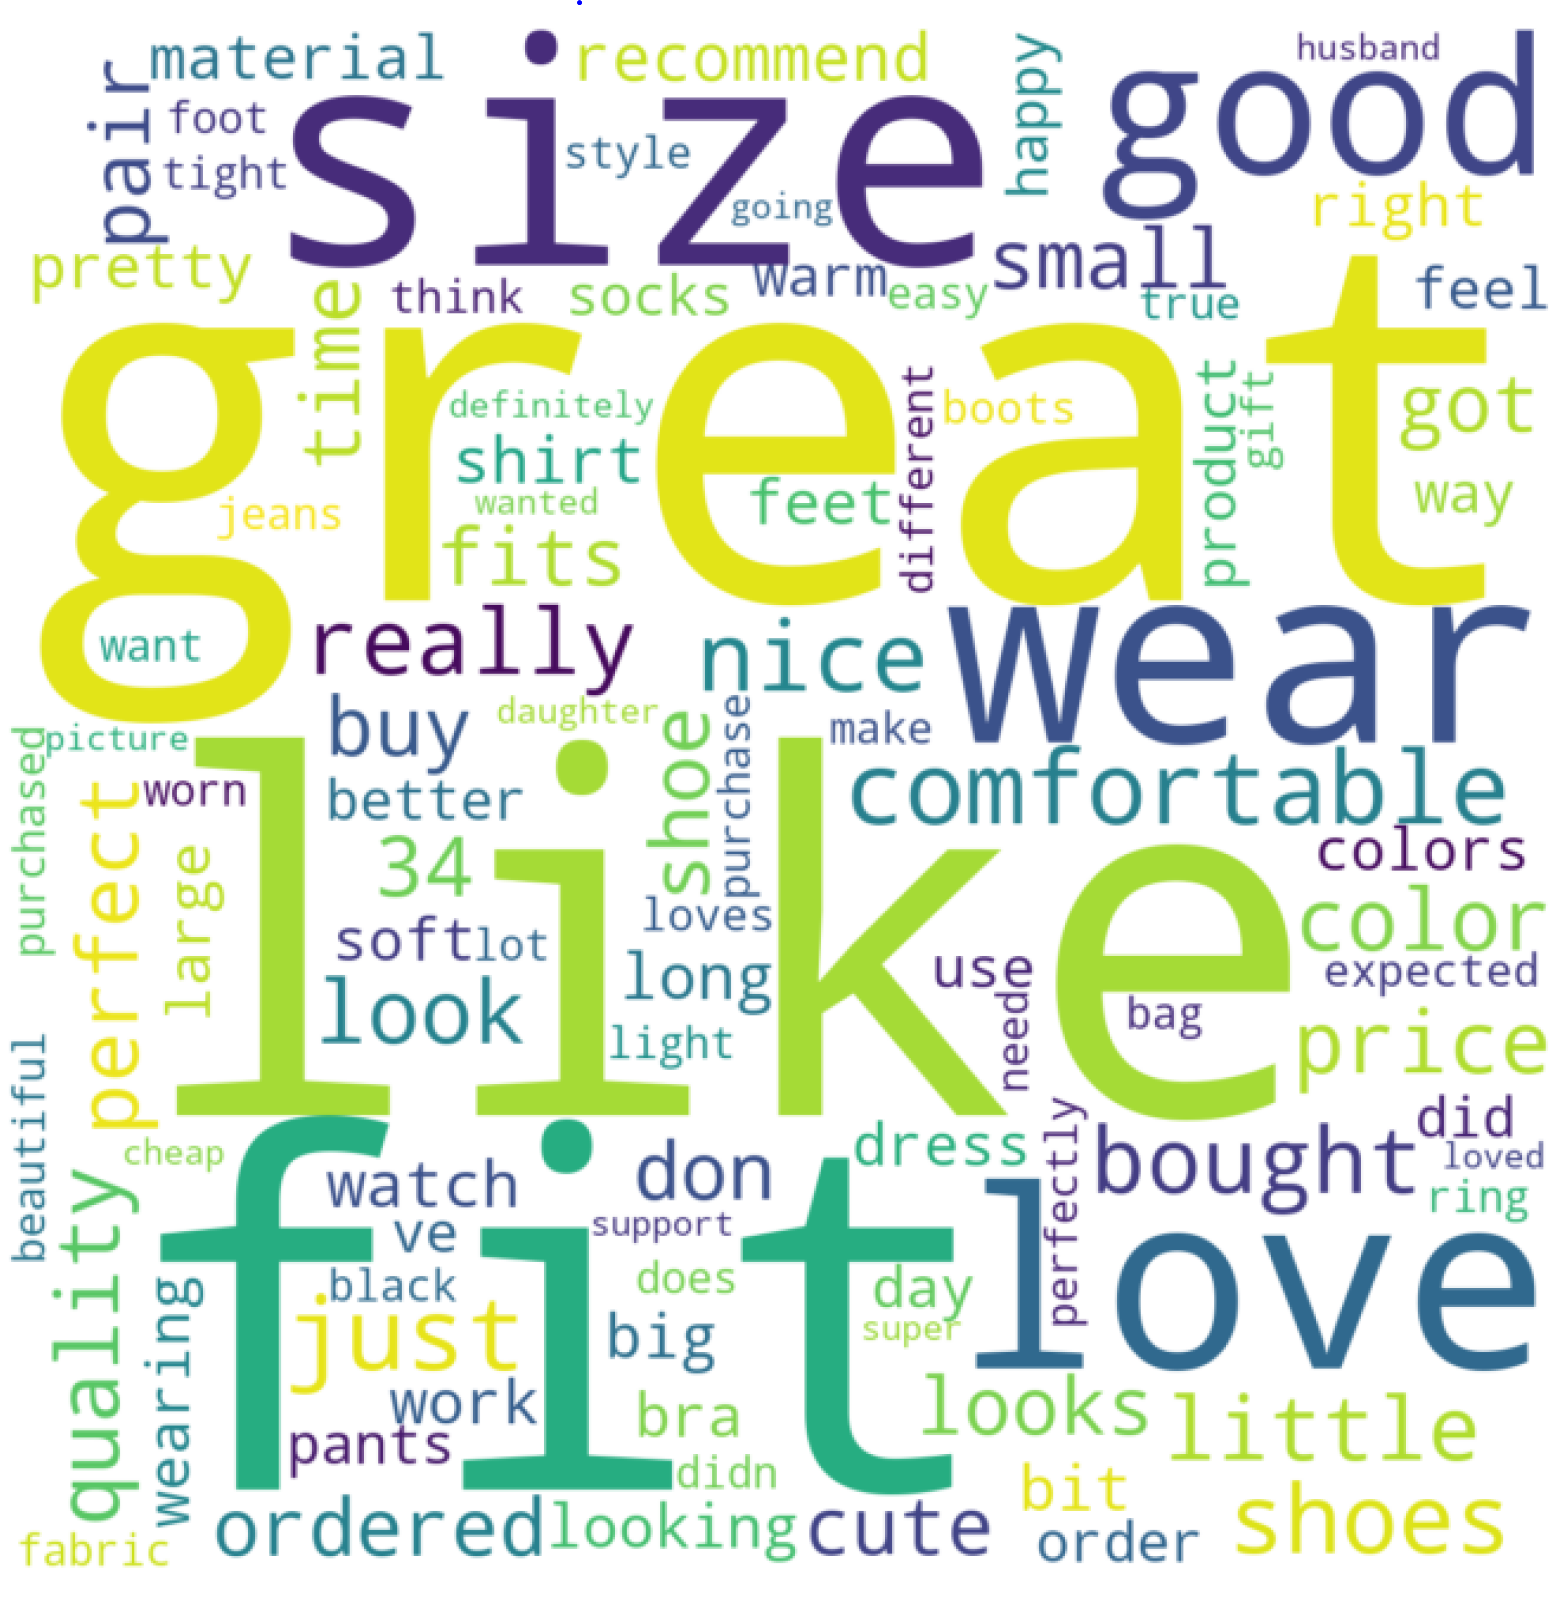 material
recommend
happy
husband
good
size
pair
foot
style
tight
going
right
pretty
small
think
socks
warm
easy
true
feel
time
great
definitely
different
boots
product
gift
got
shirt
jeans
wanted
feet
way
fits
want
really
nice
wear
buy
daughter
shoe
purchase
make
purchased
picture
like
perfect
worn
better
comfortable
34
large
loves
colors
color
soft
lot
long
use
expected
look
need
bag
light
price
beautiful
fit
cheap
dress
perfectly
bought
did
loved
quality
watch
don
ring
ve
support
love
wearing
black
does
day
just
big
super
work
bra
looks
little
pants
didn
bit
ordered
looking
cute
order
shoes
fabric